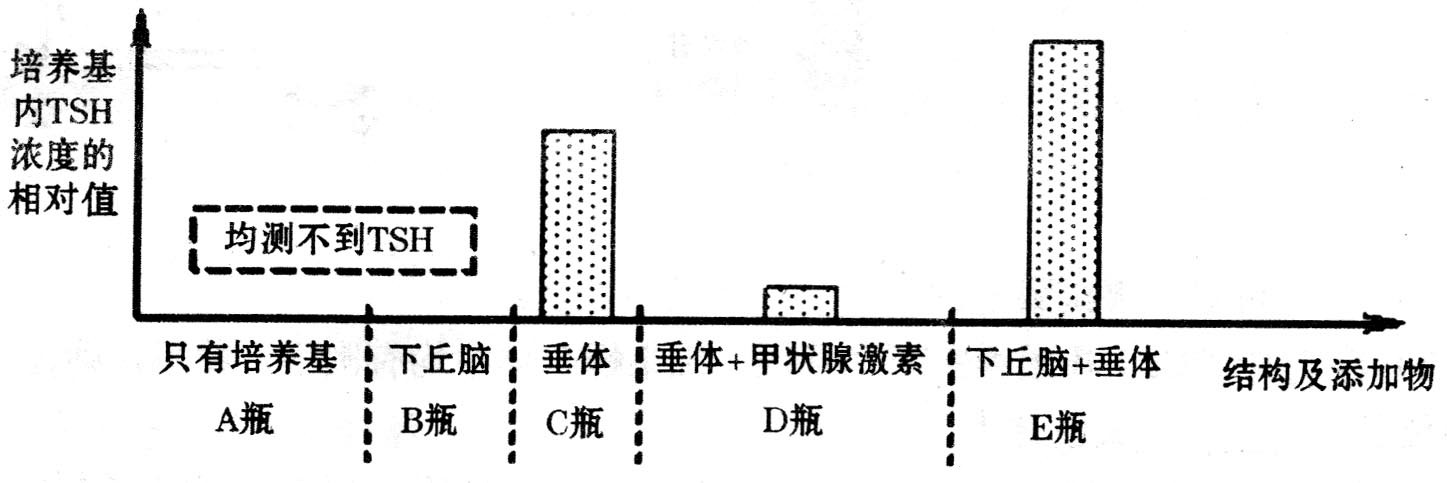 培养基
内TSH
浓度的
相对值
均测不到TSH
只有培养基
下丘脑
垂体
垂体+甲状腺激素
下丘脑+垂体
结构及添加物
A瓶
B瓶
C瓶
D瓶
E瓶